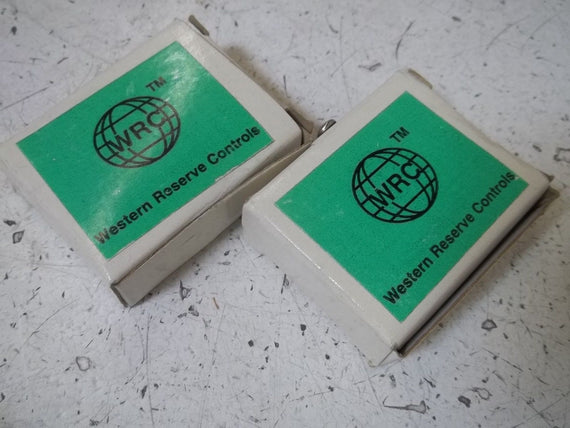 TM
WRC
Western Reserve Controls
TM
WRC
Western Reserve Controls